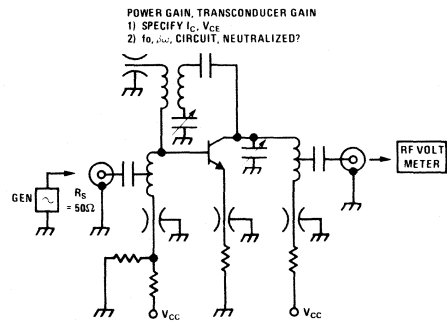 POWER GAIN, TRANSCONDUCER GAIN
1) SPECIFY IC, VCE
2) fo, βω, CIRCUIT, NEUTRALIZED?
GEN
RS
= 50Ω
RF VOLT
METER
VCC
VCC